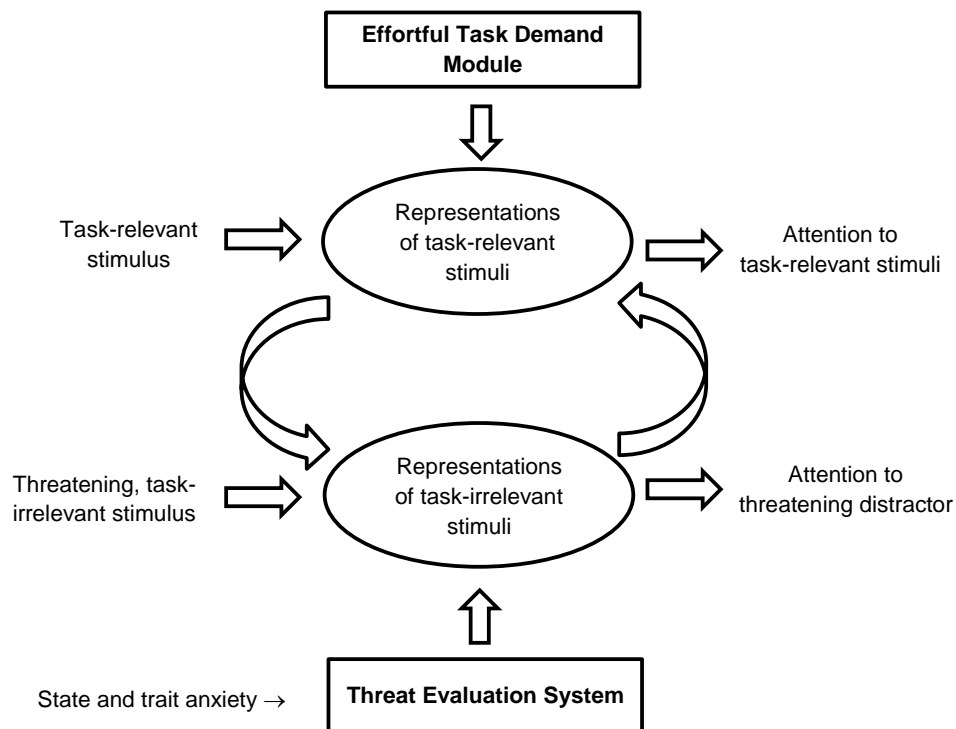 Effortful Task Demand
Module
Representations
of task-relevant
stimuli
Task-relevant
stimulus
Attention to
task-relevant stimuli
Representations
of task-irrelevant
stimuli
Threatening, task-
irrelevant stimulus
Attention to
threatening distractor
State and trait anxiety →
Threat Evaluation System